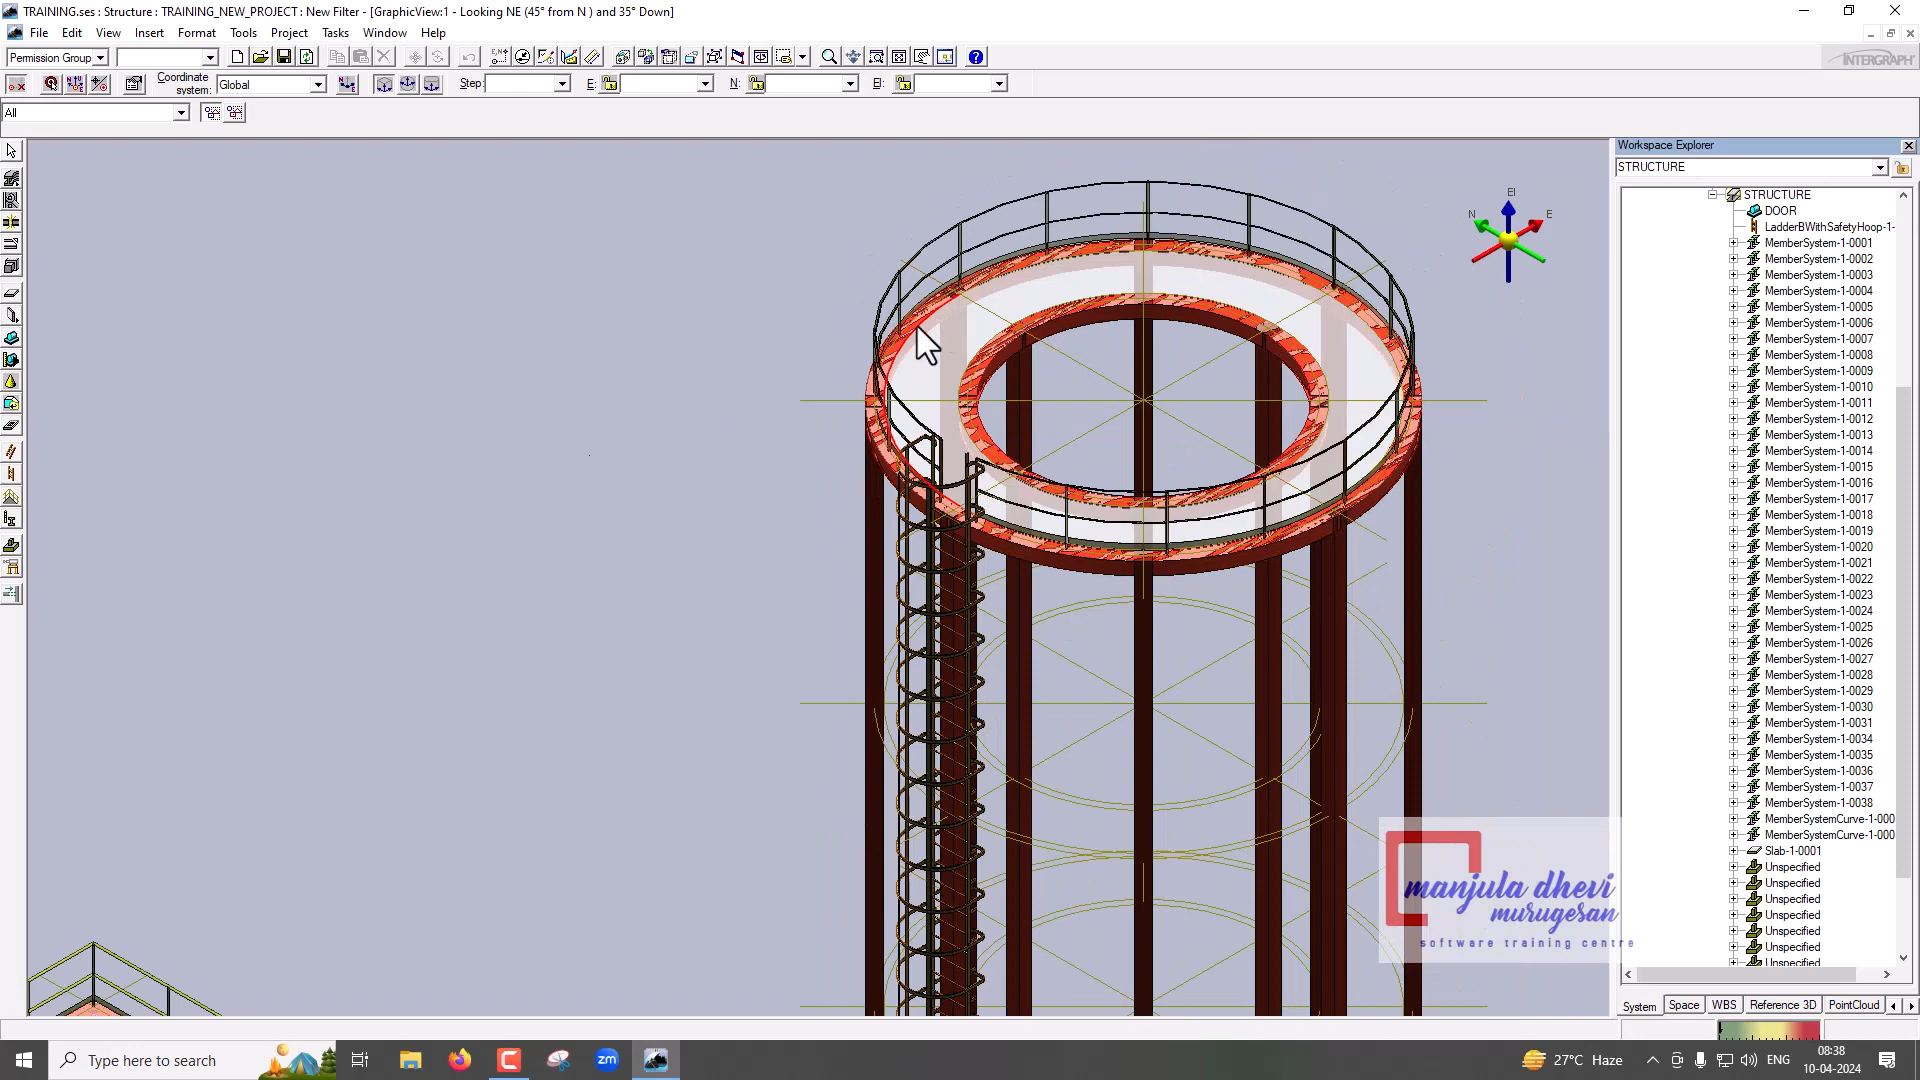 TRAINING.ses : Structure : TRAINING_NEW_PROJECT : New Filter - [GraphicView:1 - Looking NE (45° from N ) and 35° Down]
File Edit View Insert Format Tools Project Tasks Window Help
Permission Group
INTERGRAPH
Coordinate system: Global Step: E: N: El:
All
Workspace Explorer
STRUCTURE
El
N E
STRUCTURE
DOOR
LadderBWithSafetyHoop-1-
MemberSystem-1-0001
MemberSystem-1-0002
MemberSystem-1-0003
MemberSystem-1-0004
MemberSystem-1-0005
MemberSystem-1-0006
MemberSystem-1-0007
MemberSystem-1-0008
MemberSystem-1-0009
MemberSystem-1-0010
MemberSystem-1-0011
MemberSystem-1-0012
MemberSystem-1-0013
MemberSystem-1-0014
MemberSystem-1-0015
MemberSystem-1-0016
MemberSystem-1-0017
MemberSystem-1-0018
MemberSystem-1-0019
MemberSystem-1-0020
MemberSystem-1-0021
MemberSystem-1-0022
MemberSystem-1-0023
MemberSystem-1-0024
MemberSystem-1-0025
MemberSystem-1-0026
MemberSystem-1-0027
MemberSystem-1-0028
MemberSystem-1-0029
MemberSystem-1-0030
MemberSystem-1-0031
MemberSystem-1-0034
MemberSystem-1-0035
MemberSystem-1-0036
MemberSystem-1-0037
MemberSystem-1-0038
MemberSystemCurve-1-000
MemberSystemCurve-1-000
Slab-1-0001
Unspecified
Unspecified
Unspecified
Unspecified
Unspecified
Unspecified
Unspecified
manjula dhevi
murugesan
software training centre
System Space WBS Reference 3D PointCloud
Type here to search
27°C Haze
ENG
08:38
10-04-2024